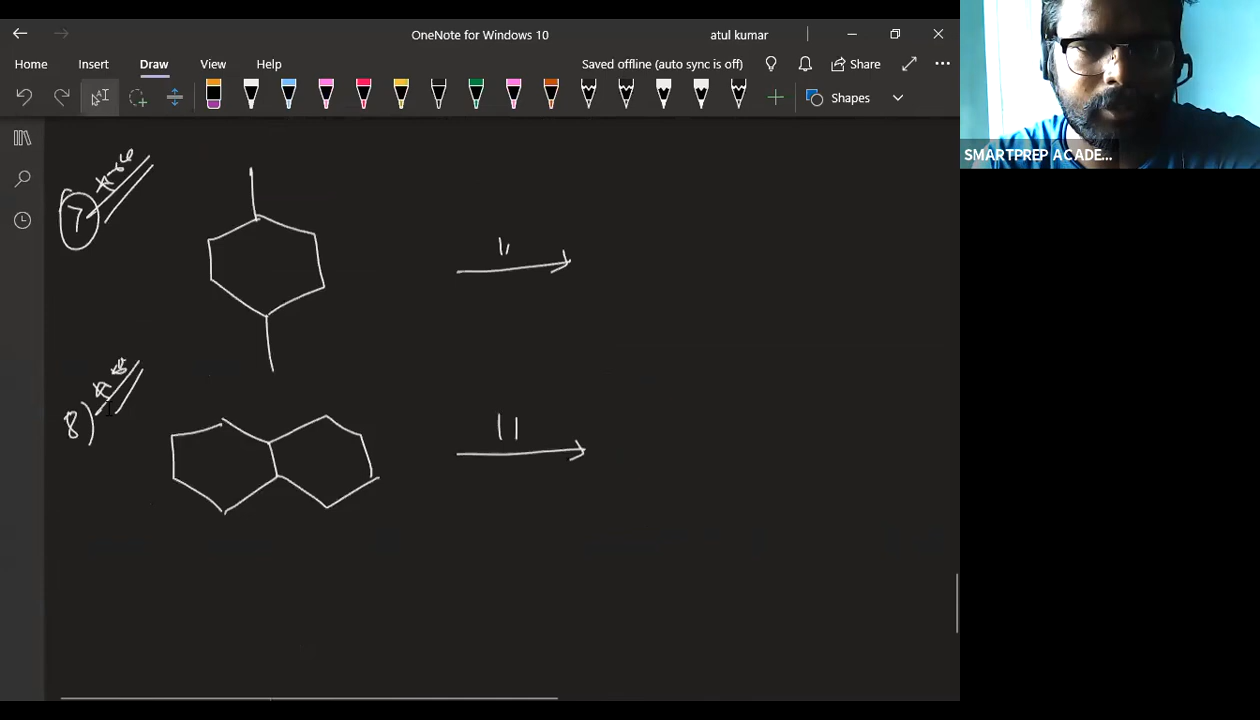 OneNote for Windows 10
atul kumar
Home Insert Draw View Help
Saved offline (auto sync is off)
Share
Shapes
SMARTPREP ACADE...
7
"
8)
11